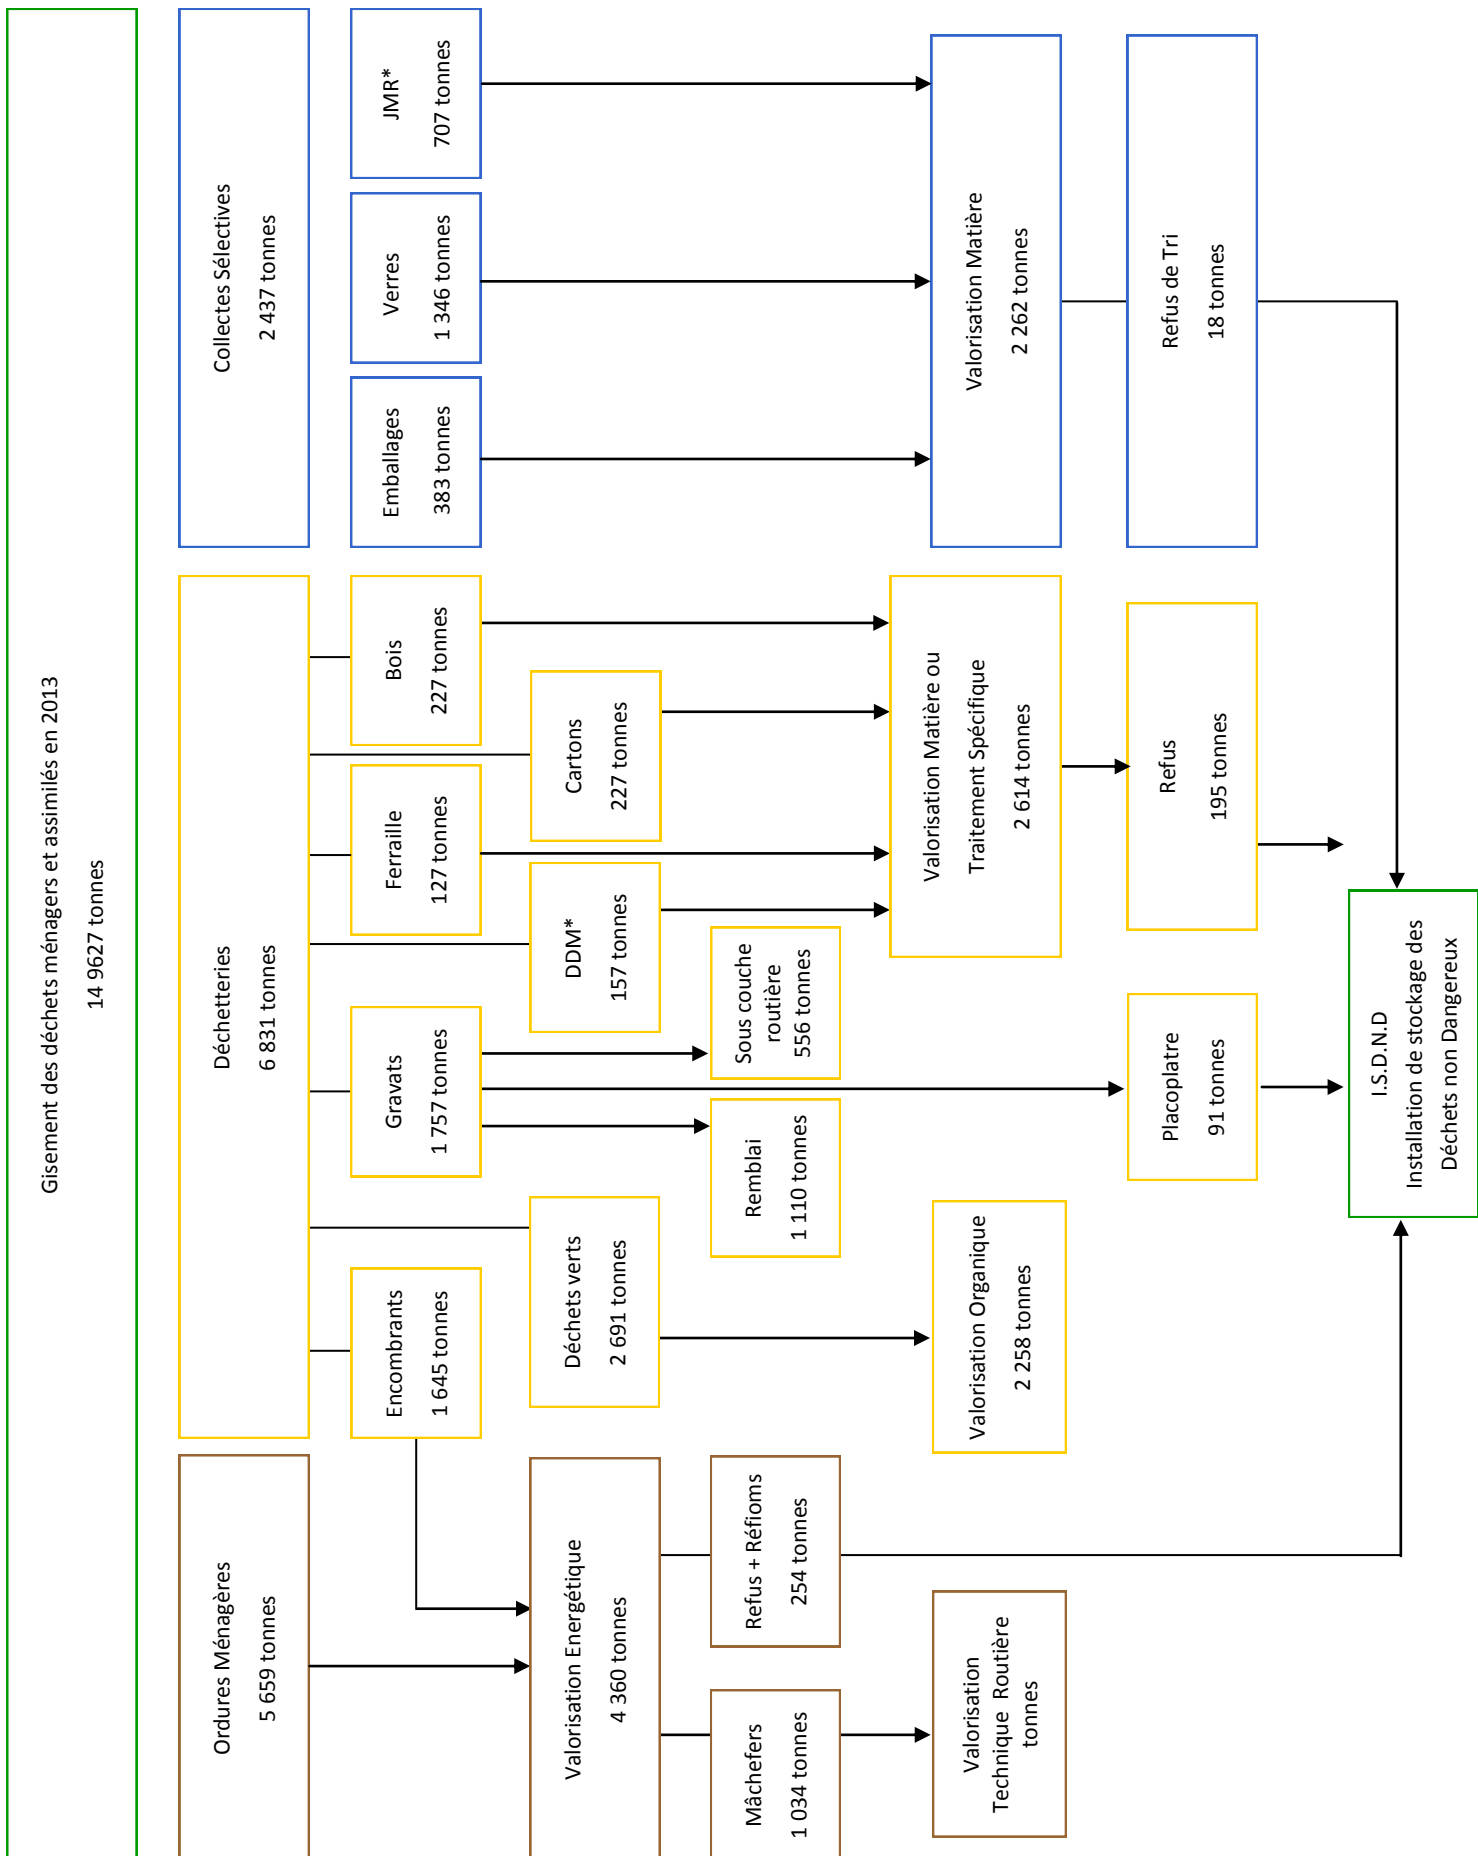 Gisement des déchets ménagers et assimilés en 2013
14 9627 tonnes
Ordures Ménagères
5 659 tonnes
Déchetteries
6 831 tonnes
Collectes Sélectives
2 437 tonnes
Encombrants
1 645 tonnes
Gravats
1 757 tonnes
Ferraille
127 tonnes
Bois
227 tonnes
Emballages
383 tonnes
Verres
1 346 tonnes
JMR*
707 tonnes
Valorisation Energétique
4 360 tonnes
Déchets verts
2 691 tonnes
DDM*
157 tonnes
Cartons
227 tonnes
Mâchefers
1 034 tonnes
Refus + Réfioms
254 tonnes
Remblai
1 110 tonnes
Sous couche
routière
556 tonnes
Valorisation
Technique Routière
tonnes
Valorisation Organique
2 258 tonnes
Valorisation Matière ou
Traitement Spécifique
2 614 tonnes
Valorisation Matière
2 262 tonnes
Placoplatre
91 tonnes
Refus
195 tonnes
Refus de Tri
18 tonnes
I.S.D.N.D
Installation de stockage des
Déchets non Dangereux